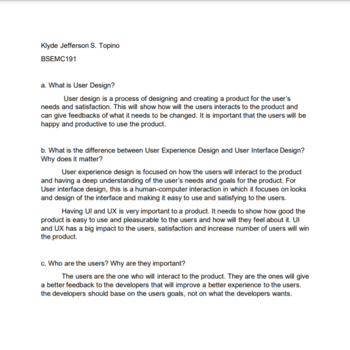 Klyde Jefferson S. Topino
BSEMC191
a. What is User Design?
User design is a process of designing and creating a product for the user's
needs and satisfaction. This will show how will the users interacts to the product and
can give feedbacks of what it needs to be changed. It is important that the users will be
happy and productive to use the product.
b. What is the difference between User Experience Design and User Interface Design?
Why does it matter?
User experience design is focused on how the users will interact to the product
and having a deep understanding of the user's needs and goals for the product. For
User interface design, this is a human-computer interaction in which it focuses on looks
and design of the interface and making it easy to use and satisfying to the users.
Having UI and UX is very important to a product. It needs to show how good the
product is easy to use and pleasurable to the users and how will they feel about it. UI
and UX has a big impact to the users, satisfaction and increase number of users will win
the product.
c. Who are the users? Why are they important?
The users are the one who will interact to the product. They are the ones will give
a better feedback to the developers that will improve a better experience to the users.
the developers should base on the users goals, not on what the developers wants.